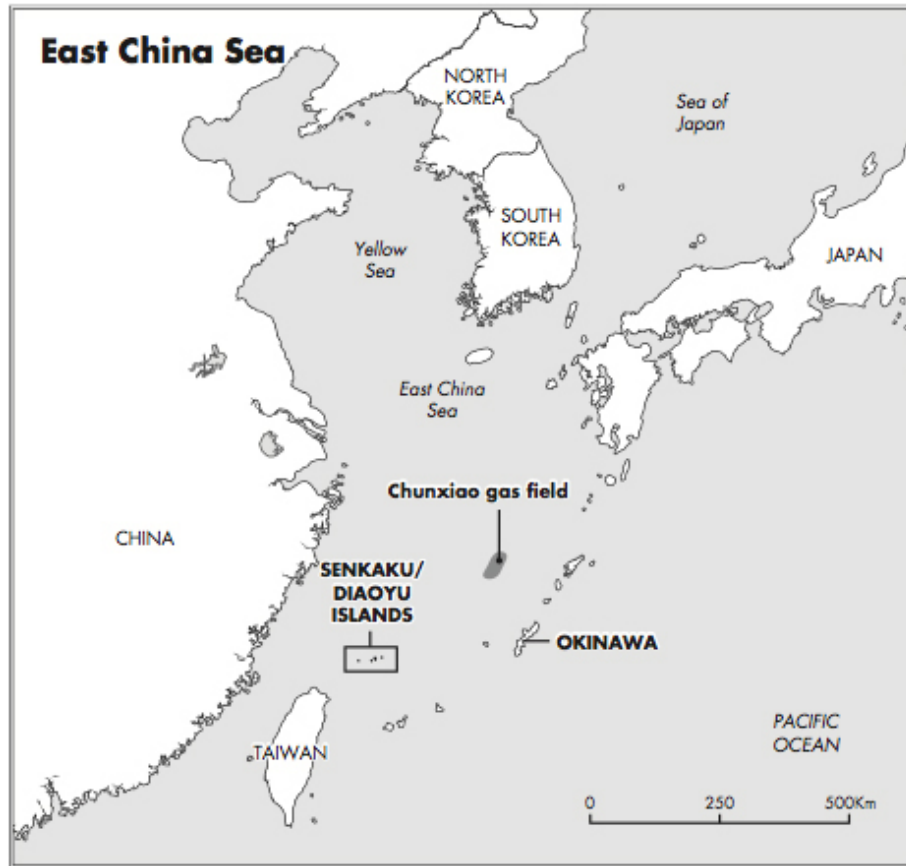 East China Sea
NORTH
KOREA
Sea of
Japan
SOUTH
KOREA
Yellow
Sea
JAPAN
East China
Sea
Chunxiao gas field
CHINA
SENKAKU/
DIAOYU
ISLANDS
OKINAWA
PACIFIC
OCEAN
TAIWAN
0 250 500Km